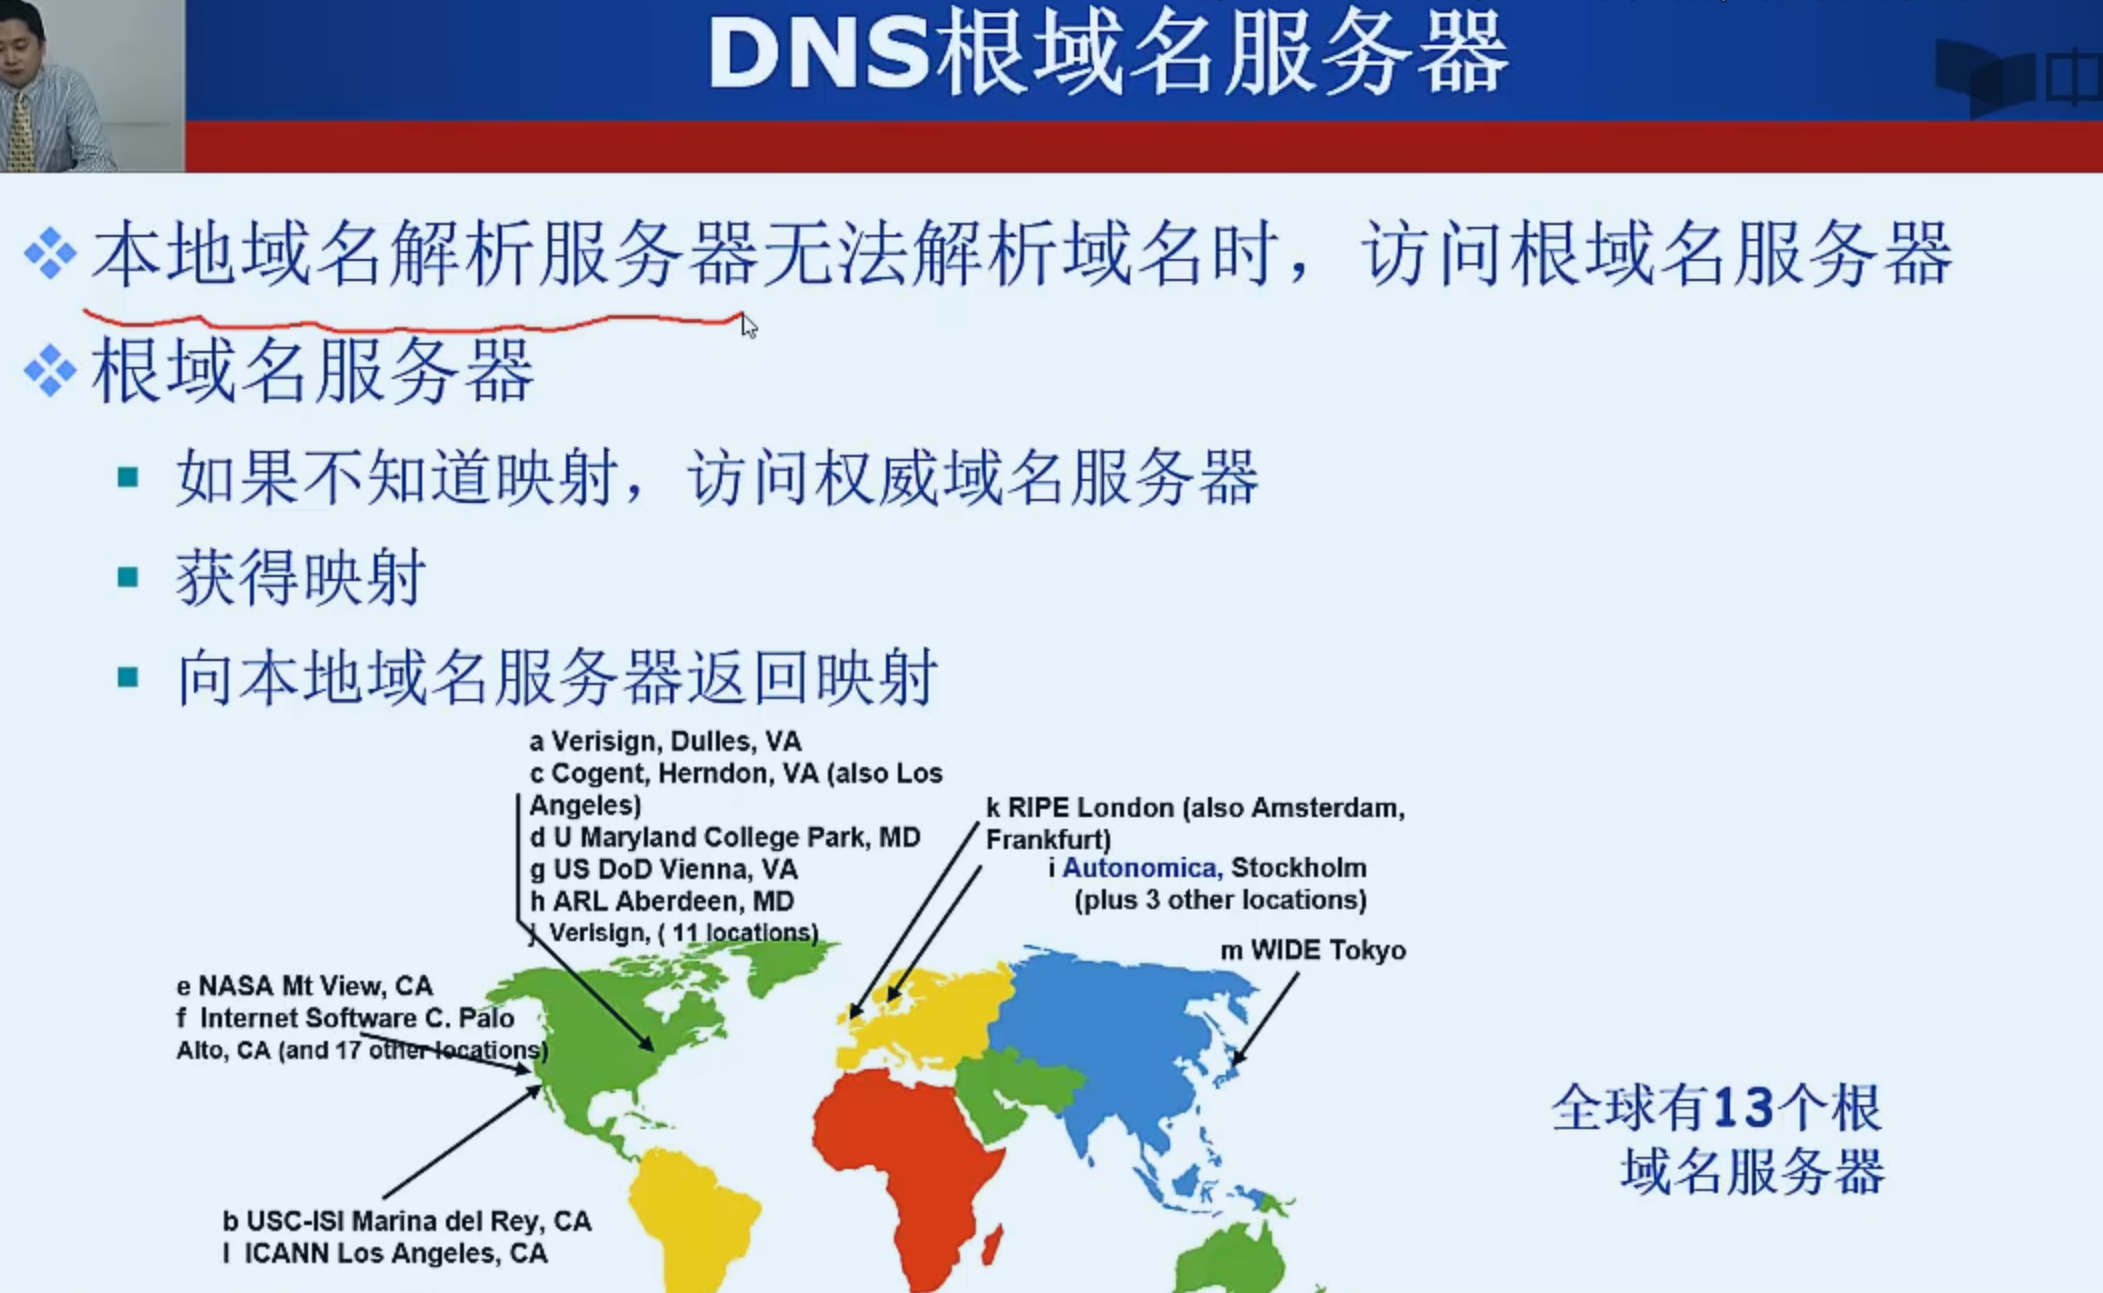 DNS根域名服务器
中
本地域名解析服务器无法解析域名时，访问根域名服务器
根域名服务器
如果不知道映射，访问权威域名服务器
获得映射
向本地域名服务器返回映射
a Verisign, Dulles, VA
c Cogent, Herndon, VA (also Los
Angeles)
d U Maryland College Park, MD
g US DoD Vienna, VA
h ARL Aberdeen, MD
j Verisign, ( 11 locations)
k RIPE London (also Amsterdam,
Frankfurt)
i Autonomica, Stockholm
(plus 3 other locations)
m WIDE Tokyo
e NASA Mt View, CA
f Internet Software C. Palo
Alto, CA (and 17 other locations)
b USC-ISI Marina del Rey, CA
l ICANN Los Angeles, CA
全球有13个根
域名服务器